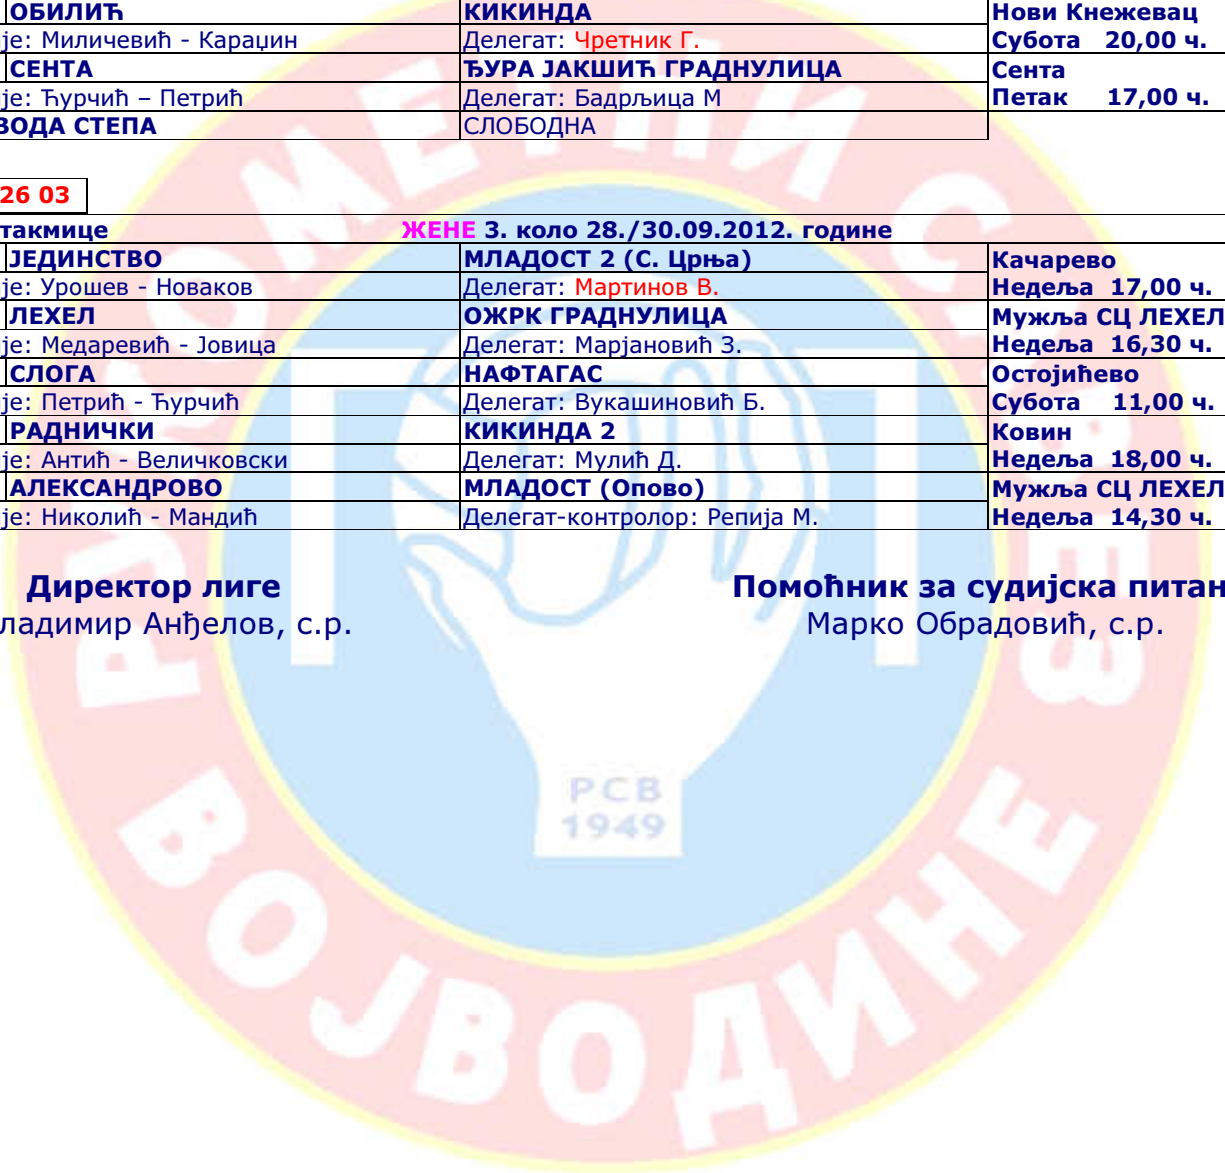 ОБИЛИЋ КИКИНДА Нови Кнежевац
је: Миличевић - Караџин Делегат: Чретник Г. Субота 20,00 ч.
СЕНТА ЂУРА ЈАКШИЋ ГРАДНУЛИЦА Сента
је: Ћурчић – Петрић Делегат: Бадрљица М Петак 17,00 ч.
ВОДА СТЕПА СЛОБОДНА
26 03
такмице ЖЕНЕ 3. коло 28./30.09.2012. године
ЈЕДИНСТВО МЛАДОСТ 2 (С. Црња) Качарево
је: Урошев - Новаков Делегат: Мартинов В. Недеља 17,00 ч.
ЛЕХЕЛ ОЖРК ГРАДНУЛИЦА Мужља СЦ ЛЕХЕЛ
је: Медаревић - Јовица Делегат: Марјановић З. Недеља 16,30 ч.
СЛОГА НАФТАГАС Остојићево
је: Петрић - Ћурчић Делегат: Вукашиновић Б. Субота 11,00 ч.
РАДНИЧКИ КИКИНДА 2 Ковин
је: Антић - Величковски Делегат: Мулић Д. Недеља 18,00 ч.
АЛЕКСАНДРОВО МЛАДОСТ (Опово) Мужља СЦ ЛЕХЕЛ
је: Николић - Мандић Делегат-контролор: Репија М. Недеља 14,30 ч.
Директор лиге Помоћник за судијска питањ
ладимир Анђелов, с.р. Марко Обрадовић, с.р.
РУКОМЕТНИ САВЕЗ
РСВ
1949
ВОЈВОДИНЕ